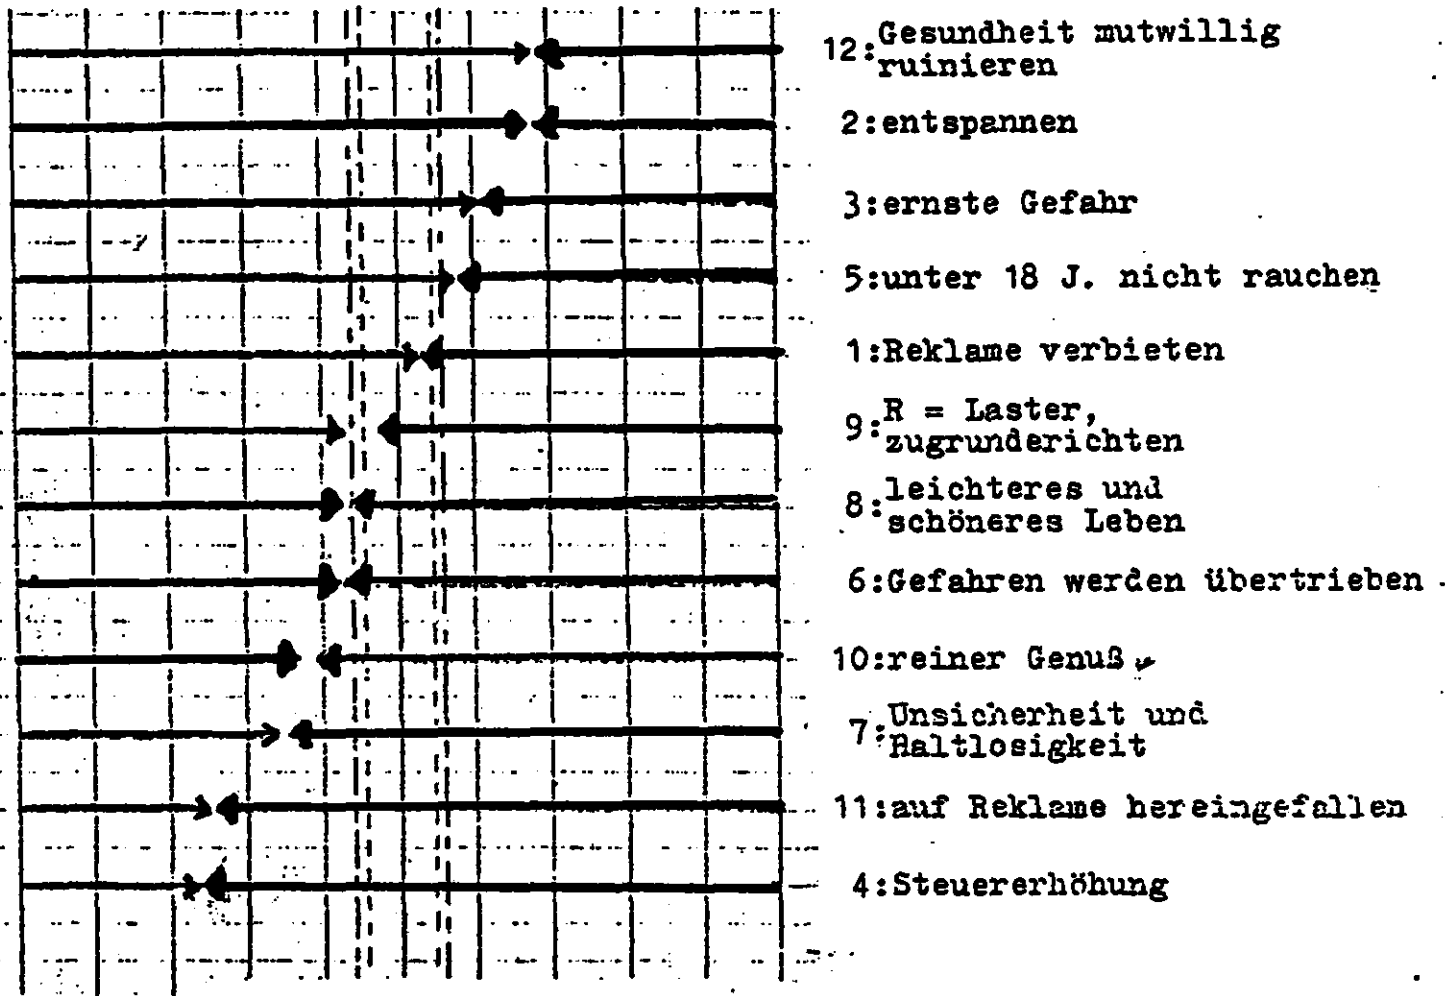 12: Gesundheit mutwillig
ruinieren
2:entspannen
3:ernste Gefahr
5:unter 18 J. nicht rauchen
1:Reklame verbieten
9: R = Laster,
zugrunderichten
8: leichteres und
schöneres Leben
6:Gefahren werden übertrieben
10:reiner Genuß
7: Unsicherheit und
Haltlosigkeit
11:auf Reklame hereingefallen
4:Steuererhöhung